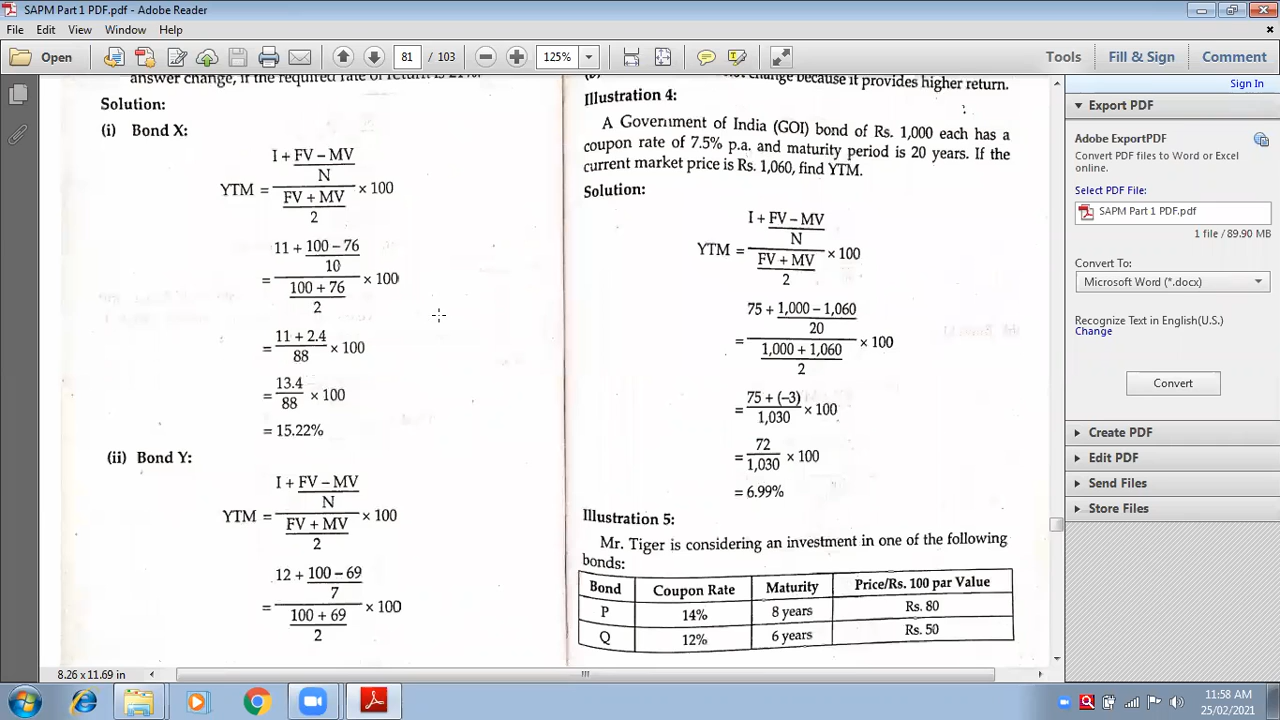 SAPM Part 1 PDF.pdf - Adobe Reader
File Edit View Window Help
Open 81 / 103 125% Tools Fill & Sign Comment
answer change, if the required rate of return is 21%.
Solution:
(i) Bond X:
I + FV – MV
N
YTM = × 100
FV + MV
2
11 + 100 – 76
10
= × 100
100 + 76
2
11 + 2.4
= × 100
88
13.4
= × 100
88
= 15.22%
(ii) Bond Y:
I + FV – MV
N
YTM = × 100
FV + MV
2
12 + 100 – 69
7
= × 100
100 + 69
2
change because it provides higher return.
Illustration 4:
A Government of India (GOI) bond of Rs. 1,000 each has a
coupon rate of 7.5% p.a. and maturity period is 20 years. If the
current market price is Rs. 1,060, find YTM.
Solution:
I + FV – MV
N
YTM = × 100
FV + MV
2
75 + 1,000 – 1,060
20
= × 100
1,000 + 1,060
2
75 + (–3)
= × 100
1,030
72
= × 100
1,030
= 6.99%
Illustration 5:
Mr. Tiger is considering an investment in one of the following
bonds:
Bond Coupon Rate Maturity Price/Rs. 100 par Value
P 14% 8 years Rs. 80
Q 12% 6 years Rs. 50
Sign In
Export PDF
Adobe ExportPDF
Convert PDF files to Word or Excel
online.
Select PDF File:
SAPM Part 1 PDF.pdf
1 file / 89.90 MB
Convert To:
Microsoft Word (*.docx)
Recognize Text in English(U.S.)
Change
Convert
Create PDF
Edit PDF
Send Files
Store Files
8.26 x 11.69 in
11:58 AM
25/02/2021